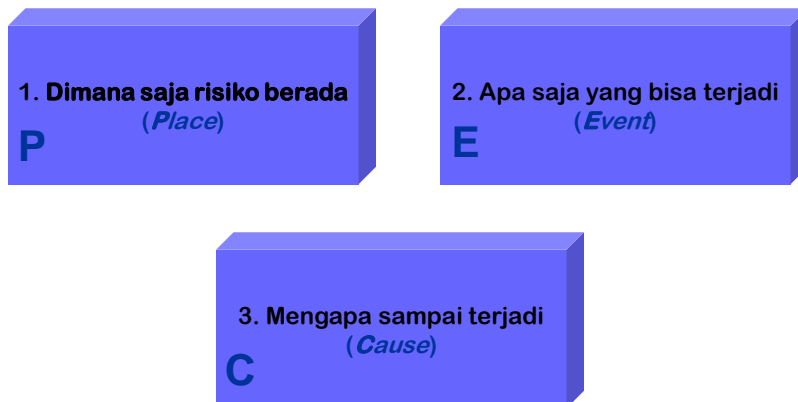 1. Dimana saja risiko berada
(Place)
P
2. Apa saja yang bisa terjadi
(Event)
E
3. Mengapa sampai terjadi
(Cause)
C